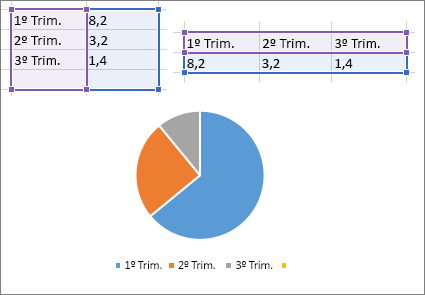 1º Trim. 8,2
2º Trim. 3,2
3º Trim. 1,4
1º Trim. 2º Trim. 3º Trim.
8,2 3,2 1,4
1º Trim. 2º Trim. 3º Trim.